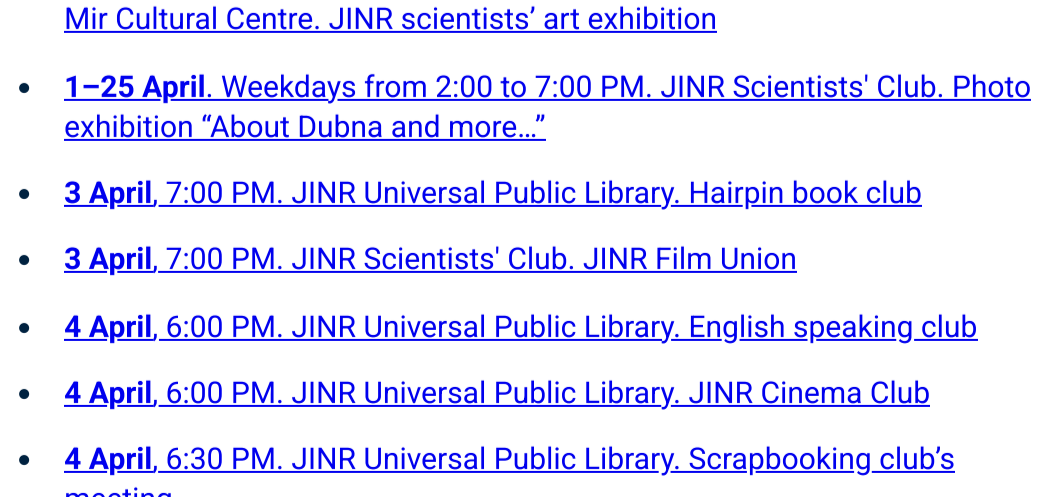 Mir Cultural Centre. JINR scientists’ art exhibition
1–25 April. Weekdays from 2:00 to 7:00 PM. JINR Scientists' Club. Photo
exhibition “About Dubna and more…”
3 April, 7:00 PM. JINR Universal Public Library. Hairpin book club
3 April, 7:00 PM. JINR Scientists' Club. JINR Film Union
4 April, 6:00 PM. JINR Universal Public Library. English speaking club
4 April, 6:00 PM. JINR Universal Public Library. JINR Cinema Club
4 April, 6:30 PM. JINR Universal Public Library. Scrapbooking club’s
meeting